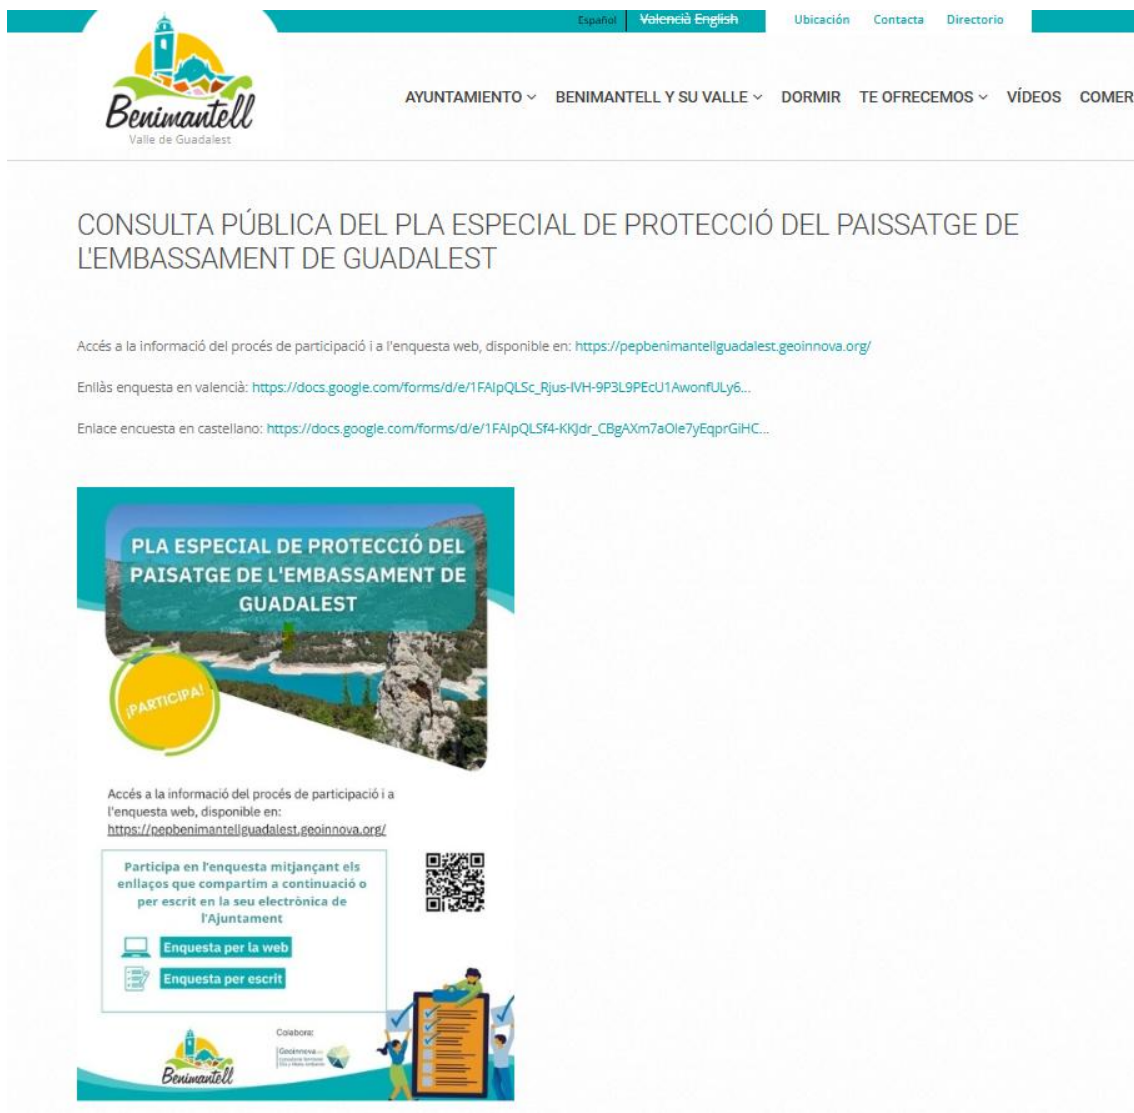 Español Valencià English Ubicación Contacta Directorio
Benimantell
Valle de Guadalest
AYUNTAMIENTO BENIMANTELL Y SU VALLE DORMIR TE OFRECEMOS VÍDEOS COMER
CONSULTA PÚBLICA DEL PLA ESPECIAL DE PROTECCIÓ DEL PAISSATGE DE
L'EMBASSAMENT DE GUADALEST
Accés a la informació del procés de participació i a l'enquesta web, disponible en: https://pepbenimantellguadalest.geoinnova.org/
Enllàs enquesta en valencià: https://docs.google.com/forms/d/e/1FAIpQLSc_Rjus-IVH-9P3L9PEcU1AwonfULy6...
Enlace encuesta en castellano: https://docs.google.com/forms/d/e/1FAIpQLSf4-KKJdr_CBgAXm7aOIe7yEqprGiHC...
PLA ESPECIAL DE PROTECCIÓ DEL
PAISATGE DE L'EMBASSAMENT DE
GUADALEST
¡PARTICIPA!
Accés a la informació del procés de participació i a
l'enquesta web, disponible en:
https://pepbenimantellguadalest.geoinnova.org/
Participa en l'enquesta mitjançant els
enllaços que compartim a continuació o
per escrit en la seu electrònica de
l'Ajuntament
Enquesta per la web
Enquesta per escrit
Colabora:
Geoinnova
Benimantell